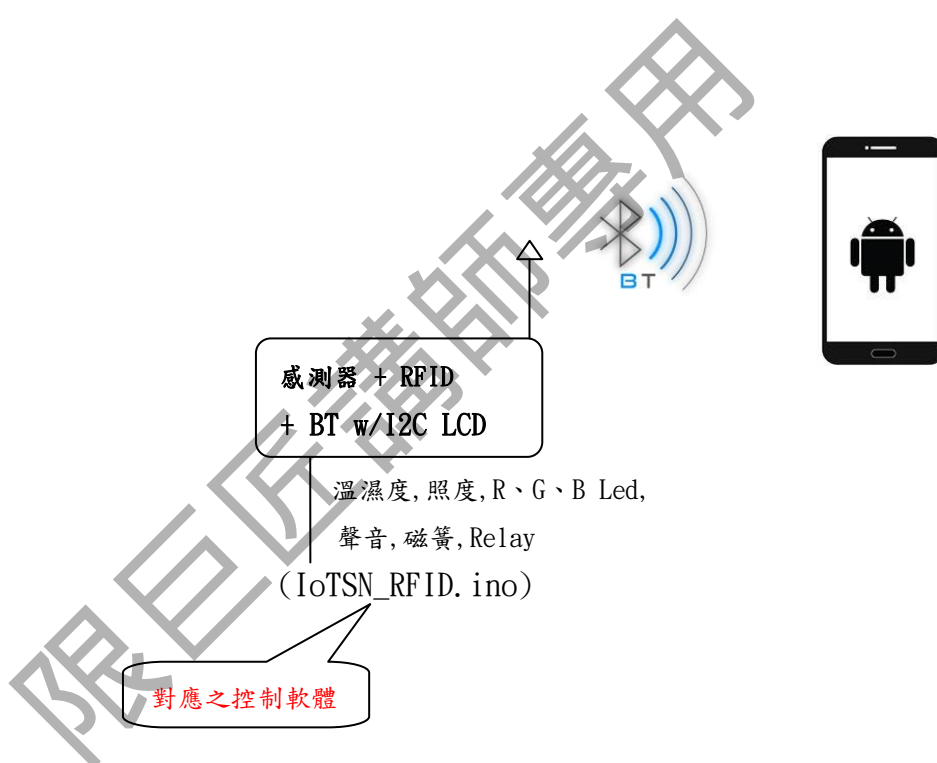 限巨匠講師專用
BT
感測器 + RFID
+ BT w/I2C LCD
溫濕度,照度,R、G、B Led,
聲音,磁簧,Relay
(IoTSN_RFID.ino)
對應之控制軟體